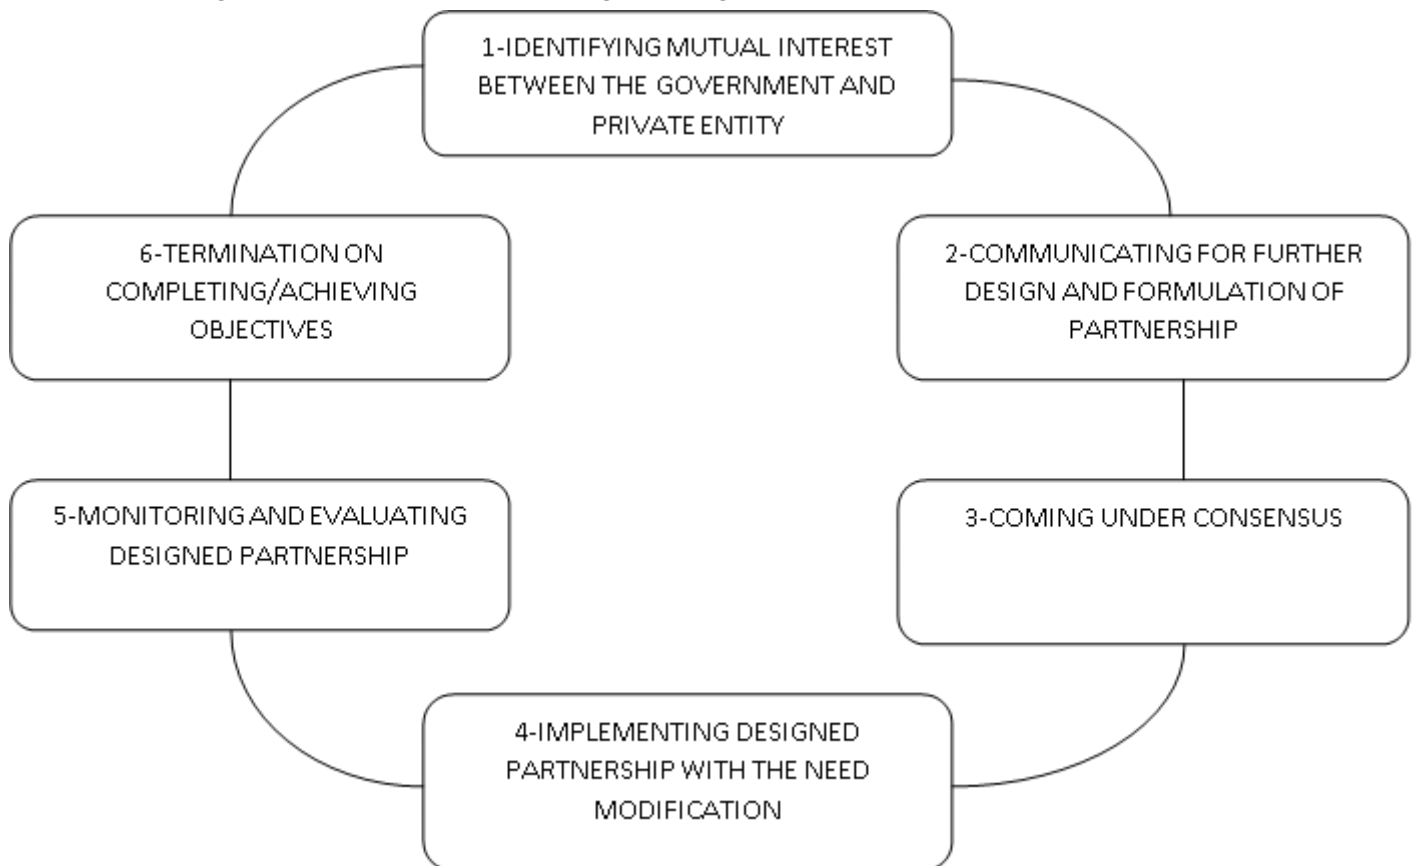 1-IDENTIFYING MUTUAL INTEREST
BETWEEN THE GOVERNMENT AND
PRIVATE ENTITY
2-COMMUNICATING FOR FURTHER
DESIGN AND FORMULATION OF
PARTNERSHIP
3-COMING UNDER CONSENSUS
4-IMPLEMENTING DESIGNED
PARTNERSHIP WITH THE NEED
MODIFICATION
5-MONITORING AND EVALUATING
DESIGNED PARTNERSHIP
6-TERMINATION ON
COMPLETING/ACHIEVING
OBJECTIVES